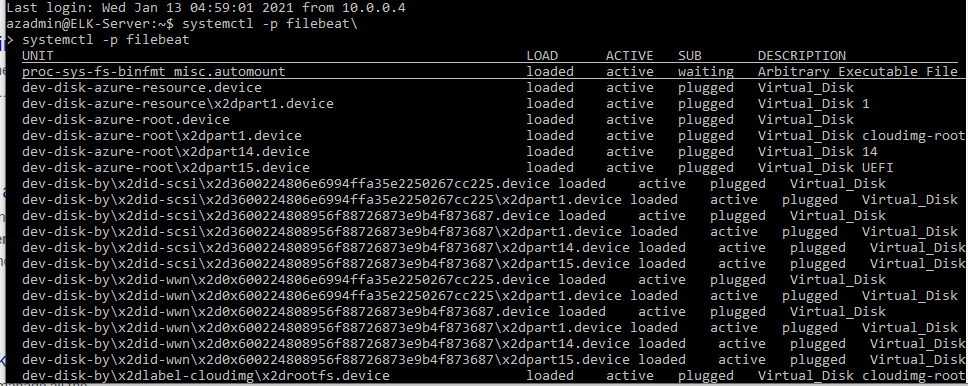 Last login: Wed Jan 13 04:59:01 2021 from 10.0.0.4
azadmin@ELK-Server:~$ systemctl -p filebeat\
> systemctl -p filebeat
UNIT LOAD ACTIVE SUB DESCRIPTION
proc-sys-fs-binfmt_misc.automount loaded active waiting Arbitrary Executable File
dev-disk-azure-resource.device loaded active plugged Virtual_Disk
dev-disk-azure-resource\x2dpart1.device loaded active plugged Virtual_Disk 1
dev-disk-azure-root.device loaded active plugged Virtual_Disk
dev-disk-azure-root\x2dpart1.device loaded active plugged Virtual_Disk cloudimg-root
dev-disk-azure-root\x2dpart14.device loaded active plugged Virtual_Disk 14
dev-disk-azure-root\x2dpart15.device loaded active plugged Virtual_Disk UEFI
dev-disk-by\x2did-scsi\x2d3600224806e6994ffa35e2250267cc225.device loaded active plugged Virtual_Disk
dev-disk-by\x2did-scsi\x2d3600224806e6994ffa35e2250267cc225\x2dpart1.device loaded active plugged Virtual_Disk
dev-disk-by\x2did-scsi\x2d3600224808956f88726873e9b4f873687.device loaded active plugged Virtual_Disk
dev-disk-by\x2did-scsi\x2d3600224808956f88726873e9b4f873687\x2dpart1.device loaded active plugged Virtual_Disk
dev-disk-by\x2did-scsi\x2d3600224808956f88726873e9b4f873687\x2dpart14.device loaded active plugged Virtual_Disk
dev-disk-by\x2did-scsi\x2d3600224808956f88726873e9b4f873687\x2dpart15.device loaded active plugged Virtual_Disk
dev-disk-by\x2did-wwn\x2d0x600224806e6994ffa35e2250267cc225.device loaded active plugged Virtual_Disk
dev-disk-by\x2did-wwn\x2d0x600224806e6994ffa35e2250267cc225\x2dpart1.device loaded active plugged Virtual_Disk
dev-disk-by\x2did-wwn\x2d0x600224808956f88726873e9b4f873687.device loaded active plugged Virtual_Disk
dev-disk-by\x2did-wwn\x2d0x600224808956f88726873e9b4f873687\x2dpart1.device loaded active plugged Virtual_Disk
dev-disk-by\x2did-wwn\x2d0x600224808956f88726873e9b4f873687\x2dpart14.device loaded active plugged Virtual_Disk
dev-disk-by\x2did-wwn\x2d0x600224808956f88726873e9b4f873687\x2dpart15.device loaded active plugged Virtual_Disk
dev-disk-by\x2dlabel-cloudimg\x2drootfs.device loaded active plugged Virtual_Disk cloudimg-root